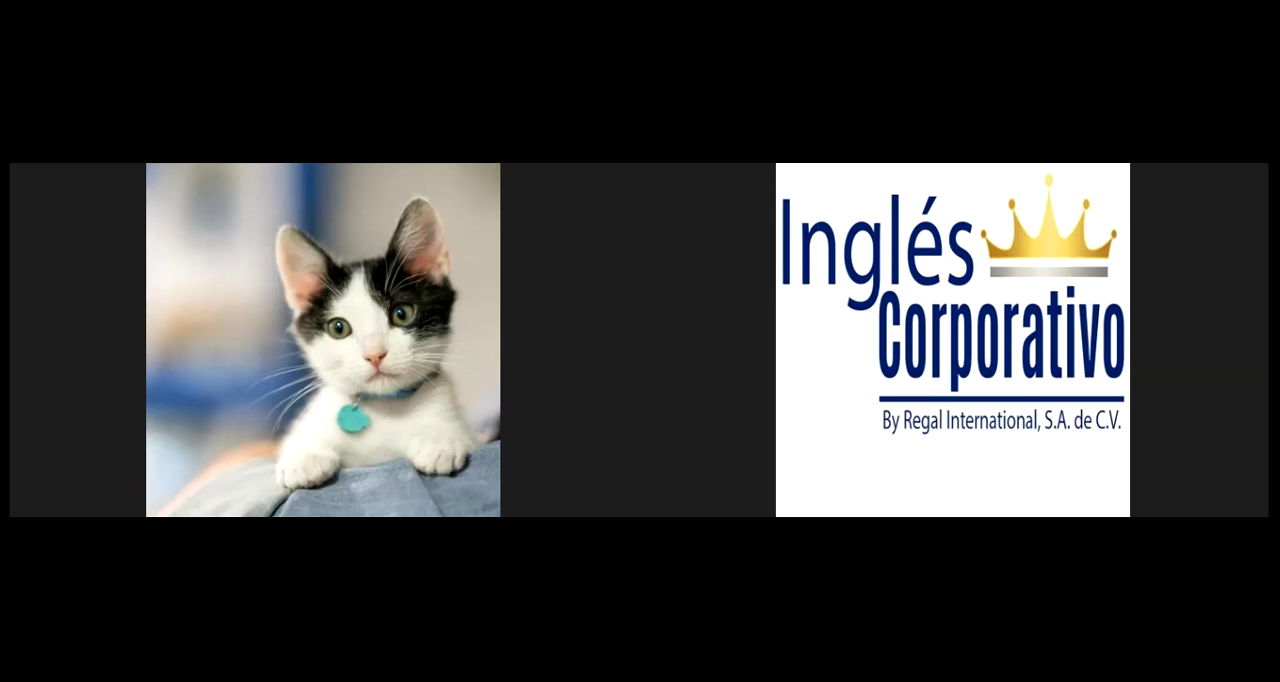 Inglés
Corporativo
By Regal International, S.A. de C.V.